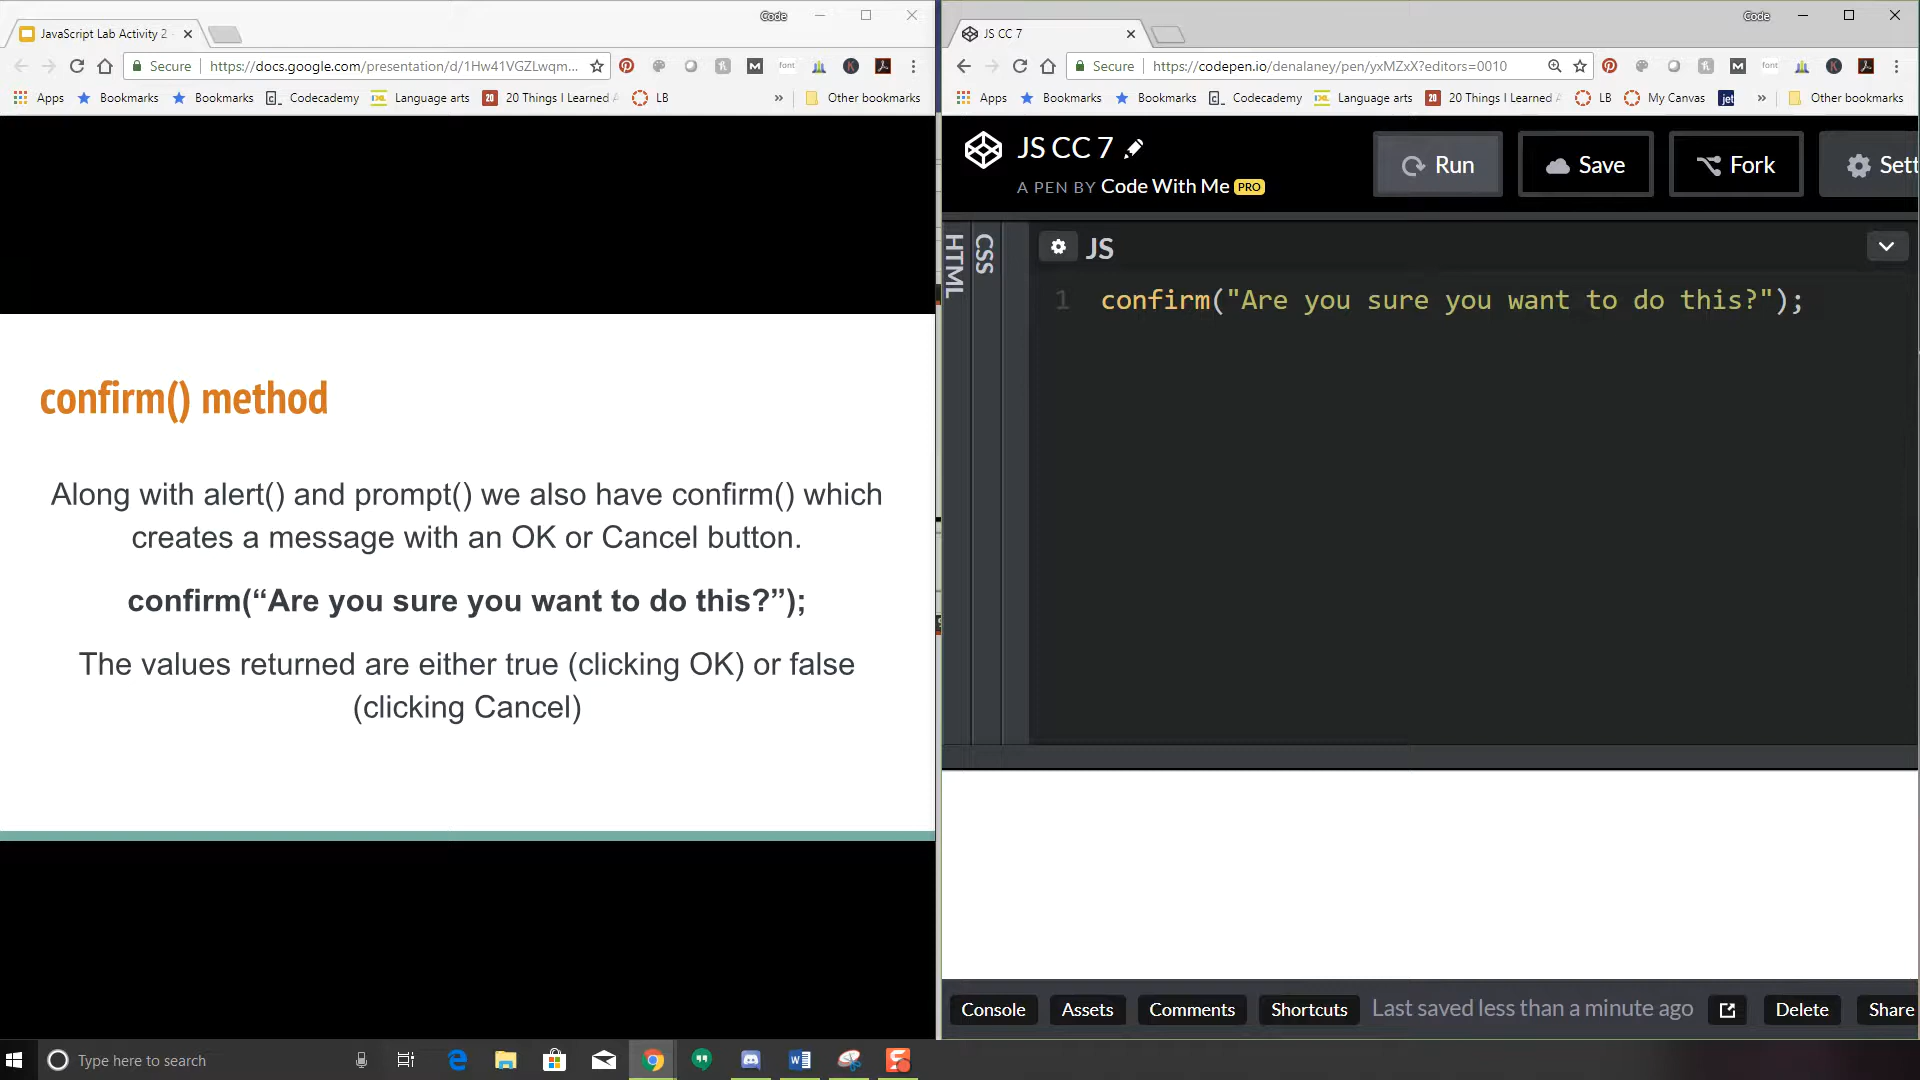 Code
JavaScript Lab Activity 2
Secure
https://docs.google.com/presentation/d/1Hw41VGZLwqm...
font
Apps
Bookmarks
Bookmarks
Codecademy
Language arts
20 Things I Learned
LB
»
Other bookmarks
confirm() method
Along with alert() and prompt() we also have confirm() which
creates a message with an OK or Cancel button.
confirm(“Are you sure you want to do this?”);
The values returned are either true (clicking OK) or false
(clicking Cancel)
Code
JS CC 7
Secure
https://codepen.io/denalaney/pen/yxMZxX?editors=0010
font
Apps
Bookmarks
Bookmarks
Codecademy
Language arts
20 Things I Learned
LB
My Canvas
jet
»
Other bookmarks
JS CC 7
A PEN BY Code With Me PRO
Run
Save
Fork
Sett
HTML
CSS
JS
1 confirm("Are you sure you want to do this?");
Console
Assets
Comments
Shortcuts
Last saved less than a minute ago
Delete
Share
Type here to search